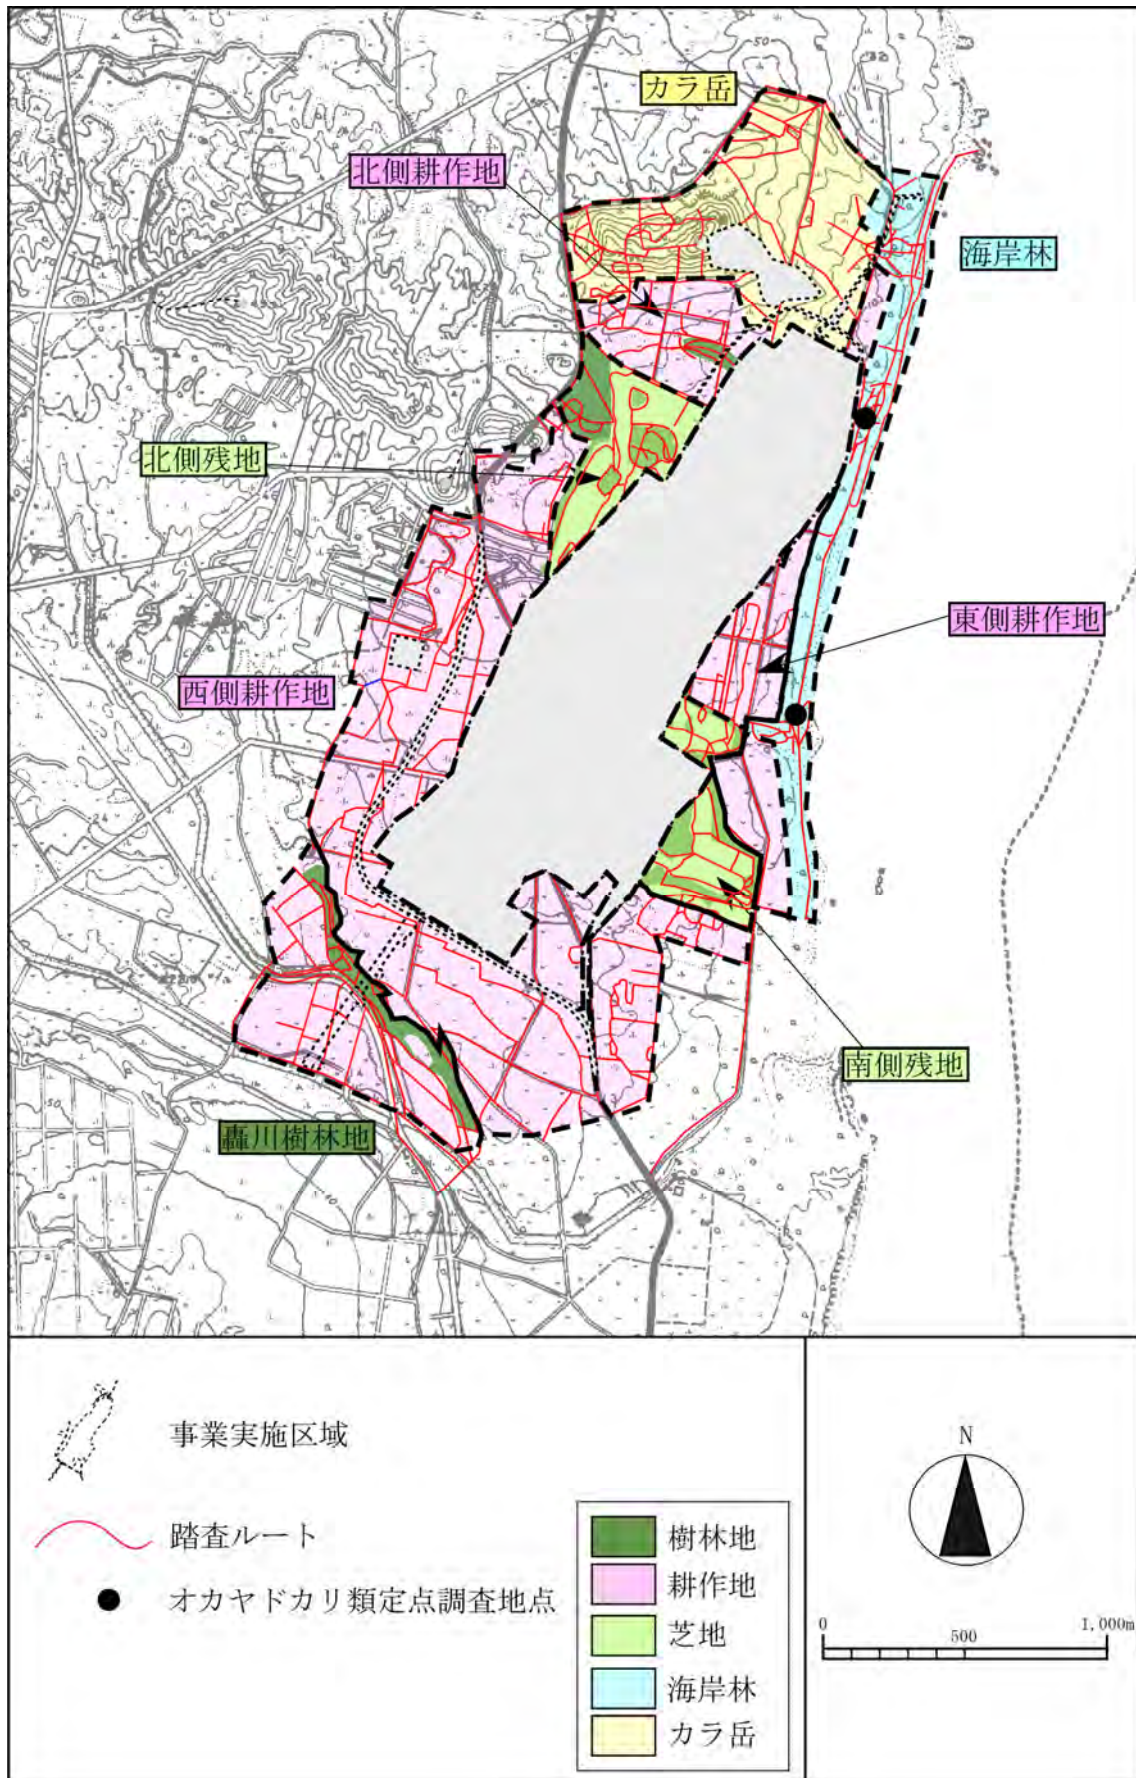 カラ岳
北側耕作地
海岸林
北側残地
東側耕作地
西側耕作地
南側残地
轟川樹林地
50
24
事業実施区域
踏査ルート
オカヤドカリ類定点調査地点
樹林地
耕作地
芝地
海岸林
カラ岳
N
0
500
1,000m